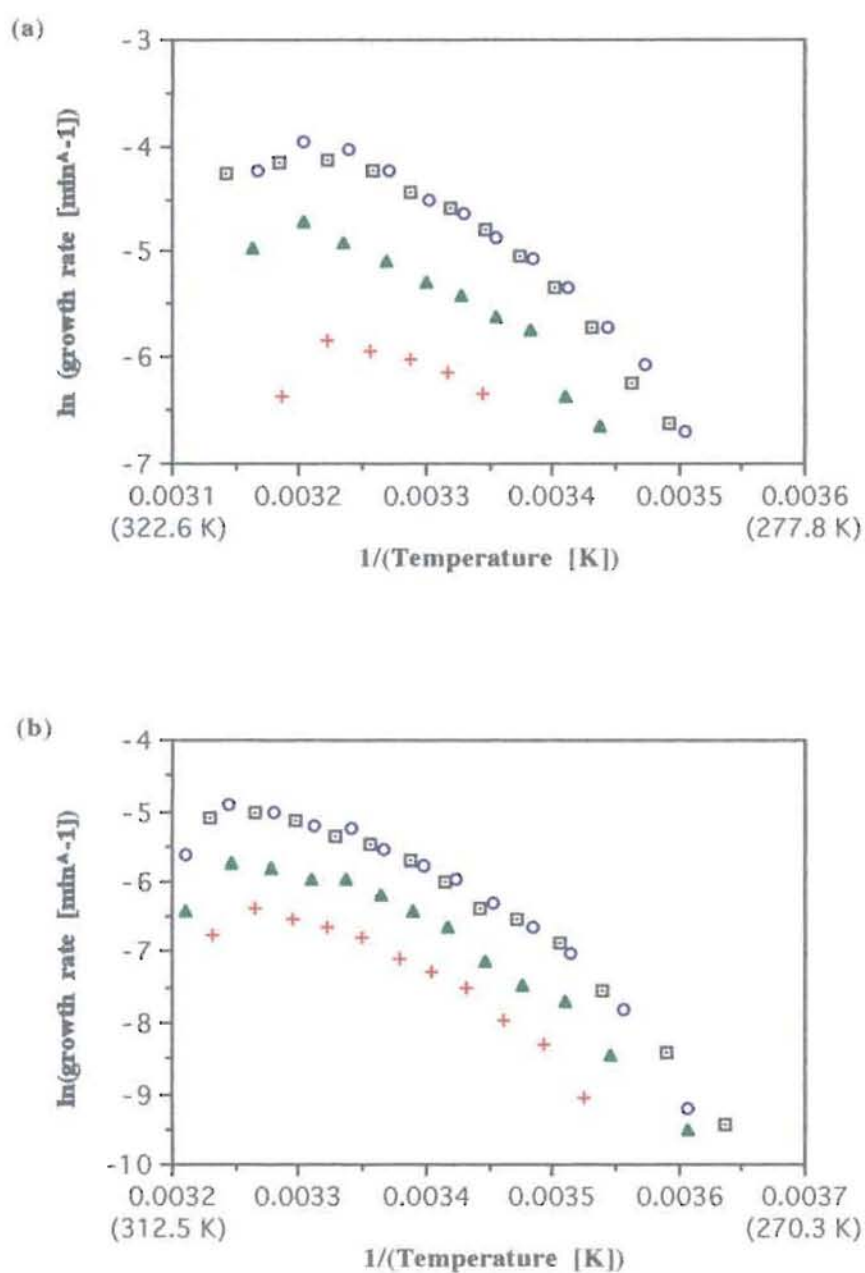 (a)
-3
-4
-5
-6
-7
ln (growth rate [min^-1])
0.0031 0.0032 0.0033 0.0034 0.0035 0.0036
(322.6 K) (277.8 K)
1/(Temperature [K])
(b)
-4
-5
-6
-7
-8
-9
-10
ln(growth rate [min^-1])
0.0032 0.0033 0.0034 0.0035 0.0036 0.0037
(312.5 K) (270.3 K)
1/(Temperature [K])